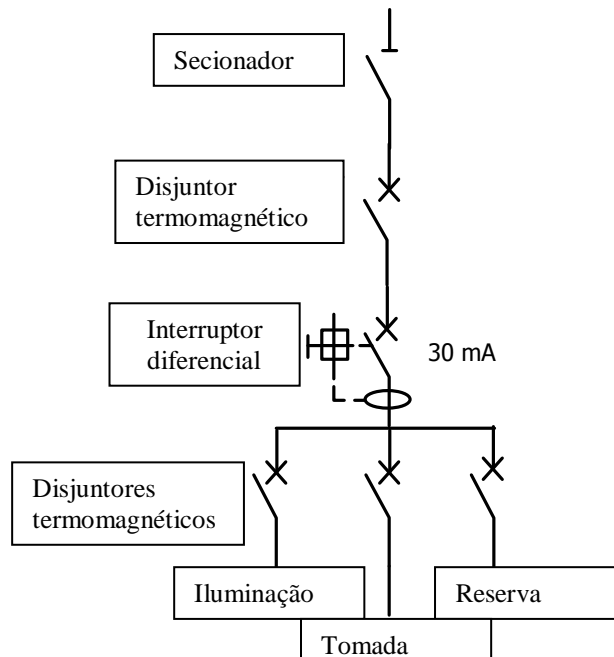 Secionador
Disjuntor
termomagnético
Interruptor
diferencial
30 mA
Disjuntores
termomagnéticos
Iluminação
Reserva
Tomada